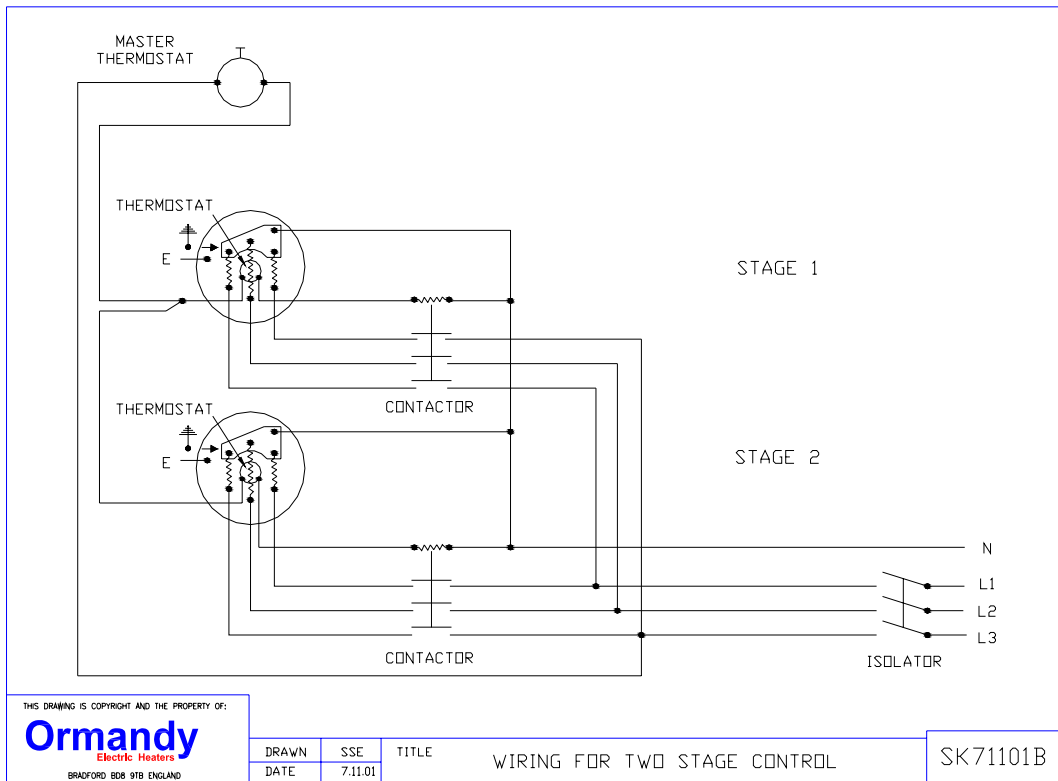 MASTER
THERMOSTAT
T
THERMOSTAT
E
STAGE 1
CONTACTOR
THERMOSTAT
E
STAGE 2
N
L1
L2
L3
CONTACTOR
ISOLATOR
THIS DRAWING IS COPYRIGHT AND THE PROPERTY OF:
Ormandy
Electric Heaters
BRADFORD BD8 9TB ENGLAND
DRAWN SSE TITLE
DATE 7.11.01
WIRING FOR TWO STAGE CONTROL
SK71101B